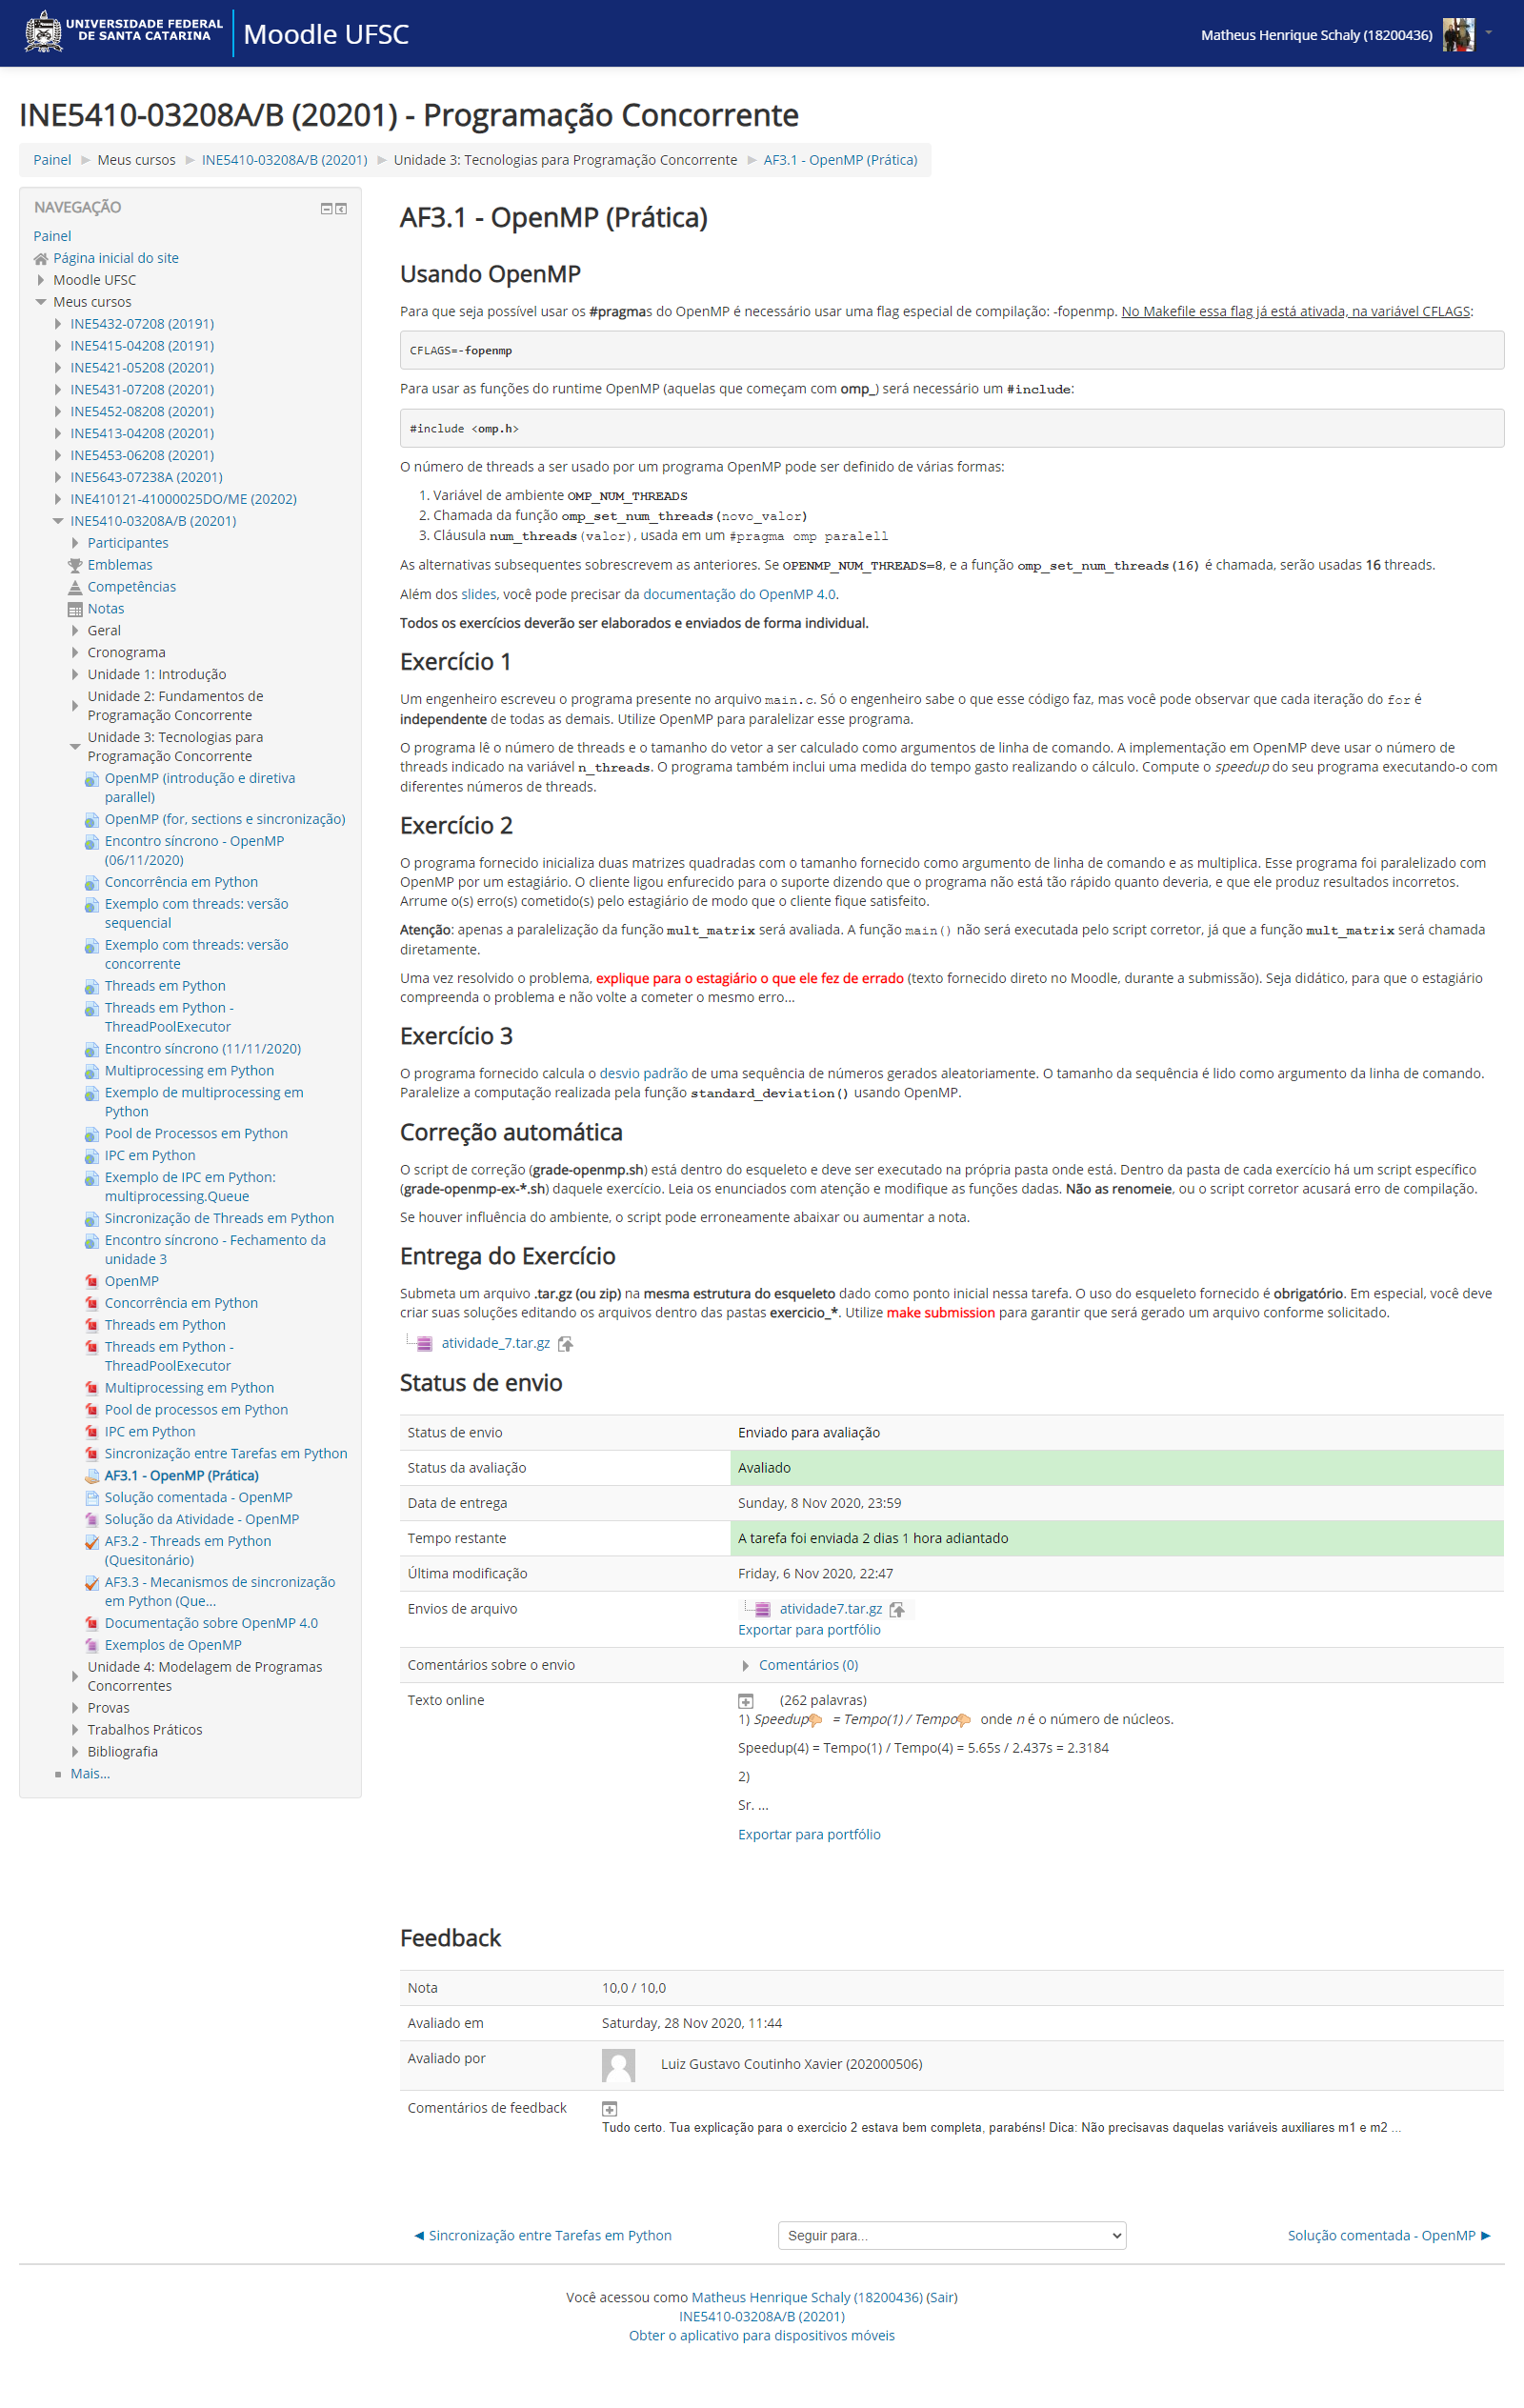 UNIVERSIDADE FEDERAL
DE SANTA CATARINA
Moodle UFSC
Matheus Henrique Schaly (18200436)
INE5410-03208A/B (20201) - Programação Concorrente
Painel ► Meus cursos ► INE5410-03208A/B (20201) ► Unidade 3: Tecnologias para Programação Concorrente ► AF3.1 - OpenMP (Prática)
NAVEGAÇÃO
Painel
Página inicial do site
Moodle UFSC
Meus cursos
INE5432-07208 (20191)
INE5415-04208 (20191)
INE5421-05208 (20201)
INE5431-07208 (20201)
INE5452-08208 (20201)
INE5413-04208 (20201)
INE5453-06208 (20201)
INE5643-07238A (20201)
INE410121-41000025DO/ME (20202)
INE5410-03208A/B (20201)
Participantes
Emblemas
Competências
Notas
Geral
Cronograma
Unidade 1: Introdução
Unidade 2: Fundamentos de
Programação Concorrente
Unidade 3: Tecnologias para
Programação Concorrente
OpenMP (introdução e diretiva
parallel)
OpenMP (for, sections e sincronização)
Encontro síncrono - OpenMP
(06/11/2020)
Concorrência em Python
Exemplo com threads: versão
sequencial
Exemplo com threads: versão
concorrente
Threads em Python
Threads em Python -
ThreadPoolExecutor
Encontro síncrono (11/11/2020)
Multiprocessing em Python
Exemplo de multiprocessing em
Python
Pool de Processos em Python
IPC em Python
Exemplo de IPC em Python:
multiprocessing.Queue
Sincronização de Threads em Python
Encontro síncrono - Fechamento da
unidade 3
OpenMP
Concorrência em Python
Threads em Python
Threads em Python -
ThreadPoolExecutor
Multiprocessing em Python
Pool de processos em Python
IPC em Python
Sincronização entre Tarefas em Python
AF3.1 - OpenMP (Prática)
Solução comentada - OpenMP
Solução da Atividade - OpenMP
AF3.2 - Threads em Python
(Quesitonário)
AF3.3 - Mecanismos de sincronização
em Python (Que...
Documentação sobre OpenMP 4.0
Exemplos de OpenMP
Unidade 4: Modelagem de Programas
Concorrentes
Provas
Trabalhos Práticos
Bibliografia
Mais...
AF3.1 - OpenMP (Prática)
Usando OpenMP
Para que seja possível usar os #pragmas do OpenMP é necessário usar uma flag especial de compilação: -fopenmp. No Makefile essa flag já está ativada, na variável CFLAGS:
CFLAGS=-fopenmp
Para usar as funções do runtime OpenMP (aquelas que começam com omp_) será necessário um #include:
#include <omp.h>
O número de threads a ser usado por um programa OpenMP pode ser definido de várias formas:
1. Variável de ambiente OMP_NUM_THREADS
2. Chamada da função omp_set_num_threads(novo_valor)
3. Cláusula num_threads(valor), usada em um #pragma omp paralell
As alternativas subsequentes sobrescrevem as anteriores. Se OPENMP_NUM_THREADS=8, e a função omp_set_num_threads(16) é chamada, serão usadas 16 threads.
Além dos slides, você pode precisar da documentação do OpenMP 4.0.
Todos os exercícios deverão ser elaborados e enviados de forma individual.
Exercício 1
Um engenheiro escreveu o programa presente no arquivo main.c. Só o engenheiro sabe o que esse código faz, mas você pode observar que cada iteração do for é
independente de todas as demais. Utilize OpenMP para paralelizar esse programa.
O programa lê o número de threads e o tamanho do vetor a ser calculado como argumentos de linha de comando. A implementação em OpenMP deve usar o número de
threads indicado na variável n_threads. O programa também inclui uma medida do tempo gasto realizando o cálculo. Compute o speedup do seu programa executando-o com
diferentes números de threads.
Exercício 2
O programa fornecido inicializa duas matrizes quadradas com o tamanho fornecido como argumento de linha de comando e as multiplica. Esse programa foi paralelizado com
OpenMP por um estagiário. O cliente ligou enfurecido para o suporte dizendo que o programa não está tão rápido quanto deveria, e que ele produz resultados incorretos.
Arrume o(s) erro(s) cometido(s) pelo estagiário de modo que o cliente fique satisfeito.
Atenção: apenas a paralelização da função mult_matrix será avaliada. A função main() não será executada pelo script corretor, já que a função mult_matrix será chamada
diretamente.
Uma vez resolvido o problema, explique para o estagiário o que ele fez de errado (texto fornecido direto no Moodle, durante a submissão). Seja didático, para que o estagiário
compreenda o problema e não volte a cometer o mesmo erro...
Exercício 3
O programa fornecido calcula o desvio padrão de uma sequência de números gerados aleatoriamente. O tamanho da sequência é lido como argumento da linha de comando.
Paralelize a computação realizada pela função standard_deviation() usando OpenMP.
Correção automática
O script de correção (grade-openmp.sh) está dentro do esqueleto e deve ser executado na própria pasta onde está. Dentro da pasta de cada exercício há um script específico
(grade-openmp-ex-*.sh) daquele exercício. Leia os enunciados com atenção e modifique as funções dadas. Não as renomeie, ou o script corretor acusará erro de compilação.
Se houver influência do ambiente, o script pode erroneamente abaixar ou aumentar a nota.
Entrega do Exercício
Submeta um arquivo .tar.gz (ou zip) na mesma estrutura do esqueleto dado como ponto inicial nessa tarefa. O uso do esqueleto fornecido é obrigatório. Em especial, você deve
criar suas soluções editando os arquivos dentro das pastas exercicio_*. Utilize make submission para garantir que será gerado um arquivo conforme solicitado.
atividade_7.tar.gz
Status de envio
Status de envio Enviado para avaliação
Status da avaliação Avaliado
Data de entrega Sunday, 8 Nov 2020, 23:59
Tempo restante A tarefa foi enviada 2 dias 1 hora adiantado
Última modificação Friday, 6 Nov 2020, 22:47
Envios de arquivo atividade7.tar.gz
Exportar para portfólio
Comentários sobre o envio Comentários (0)
Texto online (262 palavras)
1) Speedup = Tempo(1) / Tempo onde n é o número de núcleos.
Speedup(4) = Tempo(1) / Tempo(4) = 5.65s / 2.437s = 2.3184
2)
Sr. ...
Exportar para portfólio
Feedback
Nota 10,0 / 10,0
Avaliado em Saturday, 28 Nov 2020, 11:44
Avaliado por Luiz Gustavo Coutinho Xavier (202000506)
Comentários de feedback
Tudo certo. Tua explicação para o exercicio 2 estava bem completa, parabéns! Dica: Não precisavas daquelas variáveis auxiliares m1 e m2 ...
◄ Sincronização entre Tarefas em Python
Seguir para...
Solução comentada - OpenMP ►
Você acessou como Matheus Henrique Schaly (18200436) (Sair)
INE5410-03208A/B (20201)
Obter o aplicativo para dispositivos móveis